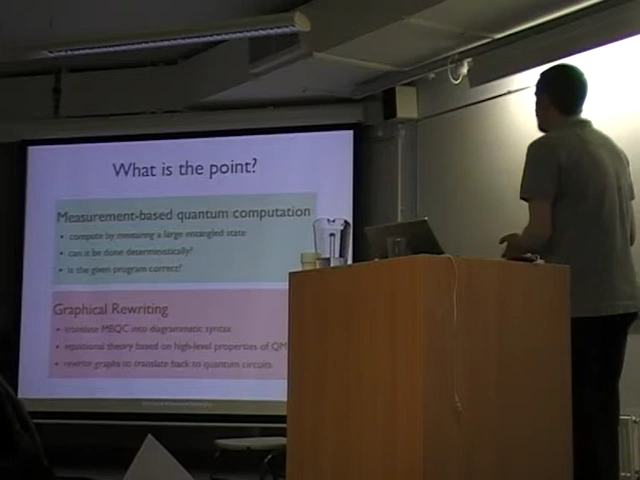 What is the point?
Measurement-based quantum computation
• compute by measuring a large entangled state
• can it be done deterministically?
• is the given program correct?
Graphical Rewriting
• translate MBQC into diagrammatic syntax
• equational theory based on high-level properties of QM
• rewrite graphs to translate back to quantum circuits